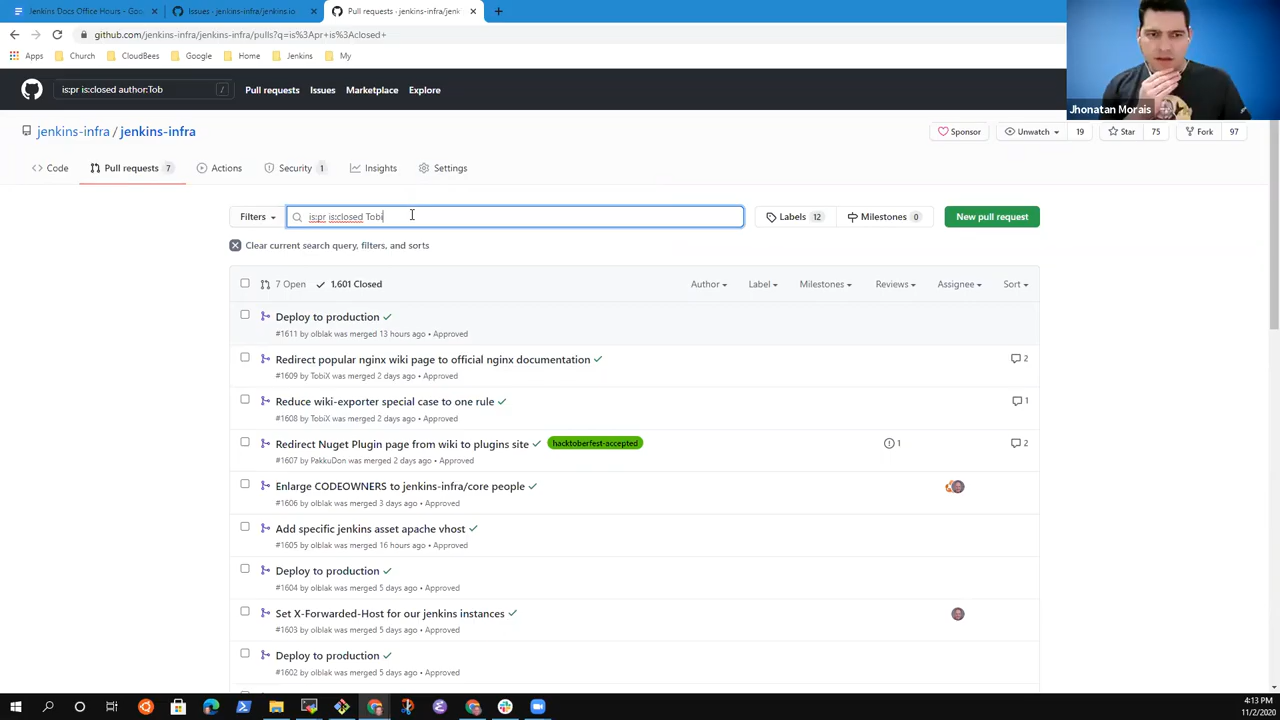 Jenkins Docs Office Hours - Goo
Issues · jenkins-infra/jenkins.io
Pull requests · jenkins-infra/jenk
github.com/jenkins-infra/jenkins-infra/pulls?q=is%3Apr+is%3Aclosed+
Apps Church CloudBees Google Home Jenkins My
is:pr is:closed author:Tob /
Pull requests Issues Marketplace Explore
Jhonatan Morais
jenkins-infra / jenkins-infra
Sponsor Unwatch 19 Star 75 Fork 97
Code Pull requests 7 Actions Security 1 Insights Settings
Filters is:pr is:closed Tobi Labels 12 Milestones 0 New pull request
Clear current search query, filters, and sorts
7 Open 1,601 Closed Author Label Milestones Reviews Assignee Sort
Deploy to production
#1611 by olblak was merged 13 hours ago • Approved
Redirect popular nginx wiki page to official nginx documentation 2
#1609 by TobiX was merged 2 days ago • Approved
Reduce wiki-exporter special case to one rule 1
#1608 by TobiX was merged 2 days ago • Approved
Redirect Nuget Plugin page from wiki to plugins site hacktoberfest-accepted 1 2
#1607 by PakkuDon was merged 2 days ago • Approved
Enlarge CODEOWNERS to jenkins-infra/core people
#1606 by olblak was merged 3 days ago • Approved
Add specific jenkins asset apache vhost
#1605 by olblak was merged 16 hours ago • Approved
Deploy to production
#1604 by olblak was merged 5 days ago • Approved
Set X-Forwarded-Host for our jenkins instances
#1603 by olblak was merged 5 days ago • Approved
Deploy to production
#1602 by olblak was merged 5 days ago • Approved
4:13 PM
11/2/2020